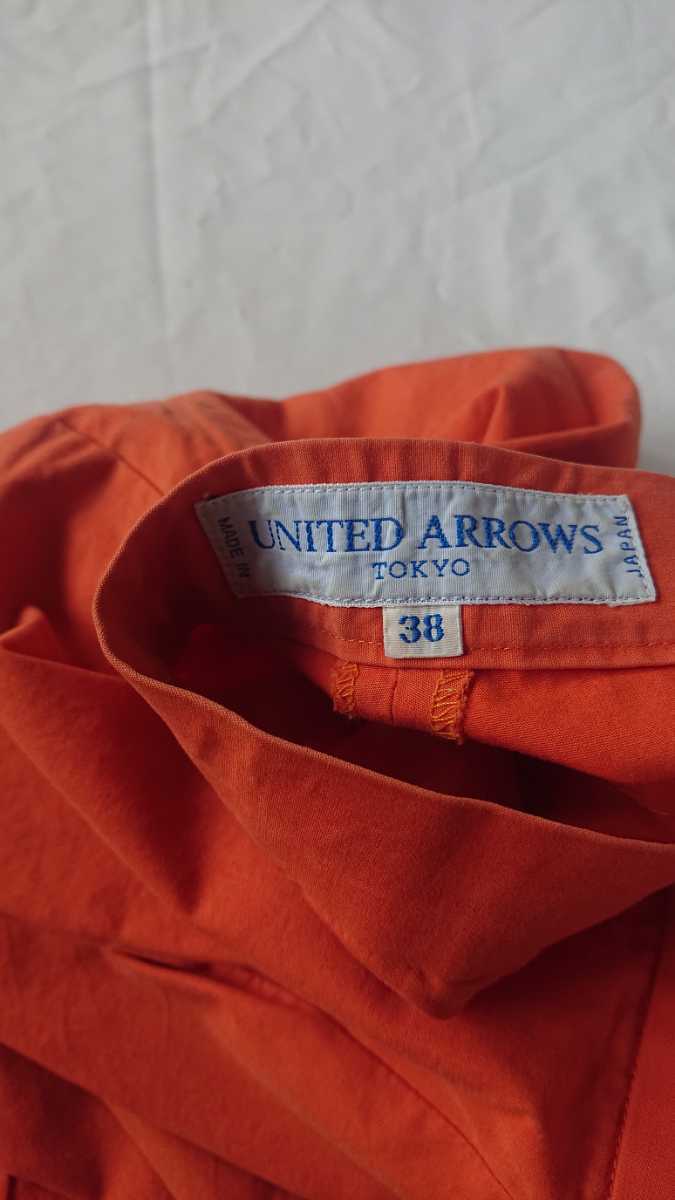 MADE IN
UNITED ARROWS
TOKYO
JAPAN
38